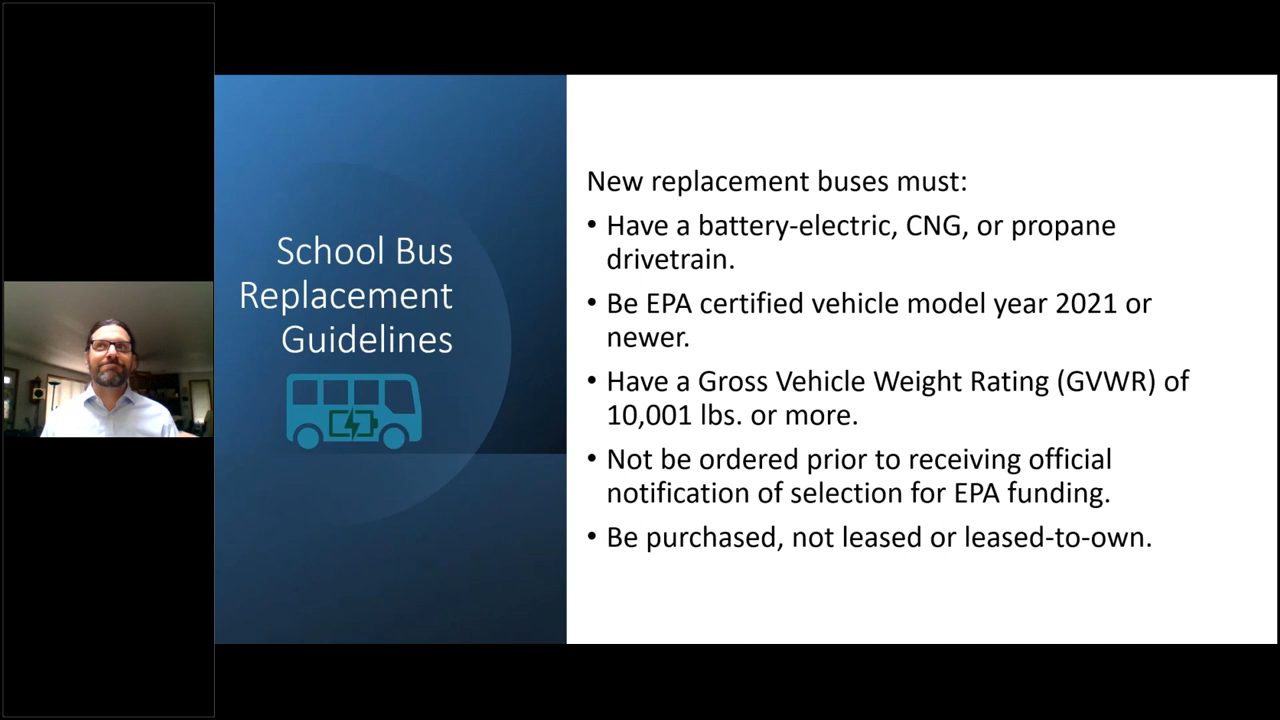 School Bus
Replacement
Guidelines
New replacement buses must:
• Have a battery-electric, CNG, or propane
drivetrain.
• Be EPA certified vehicle model year 2021 or
newer.
• Have a Gross Vehicle Weight Rating (GVWR) of
10,001 lbs. or more.
• Not be ordered prior to receiving official
notification of selection for EPA funding.
• Be purchased, not leased or leased-to-own.